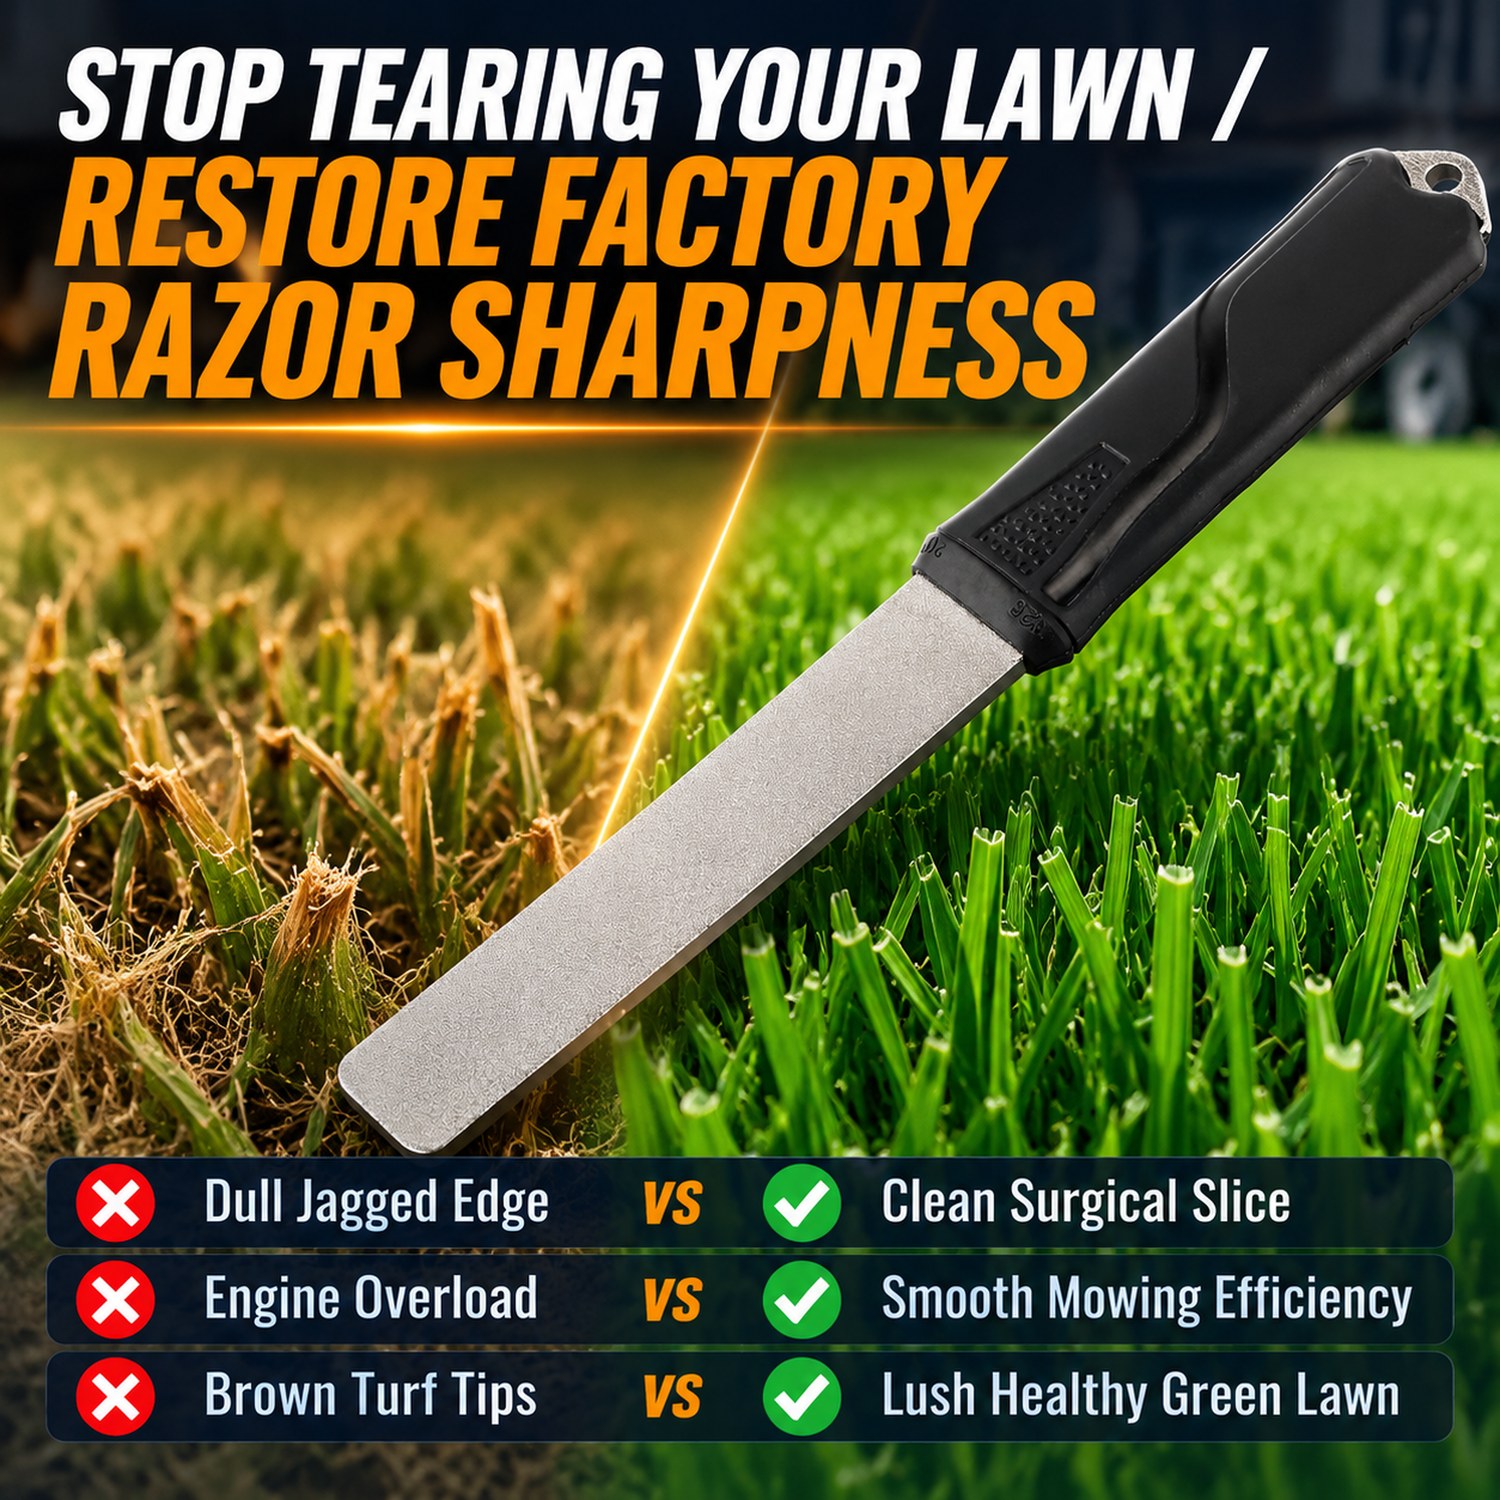 STOP TEARING YOUR LAWN /
RESTORE FACTORY
RAZOR SHARPNESS
Dull Jagged Edge VS Clean Surgical Slice
Engine Overload VS Smooth Mowing Efficiency
Brown Turf Tips VS Lush Healthy Green Lawn